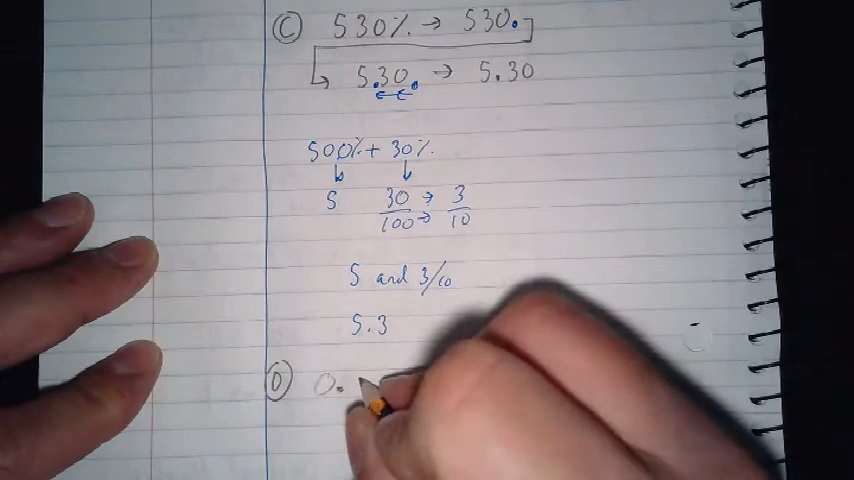 C 530% → 530.
5.30. → 5.30
500% + 30%
5 30/100 → 3/10
5 and 3/10
5.3
D 0.